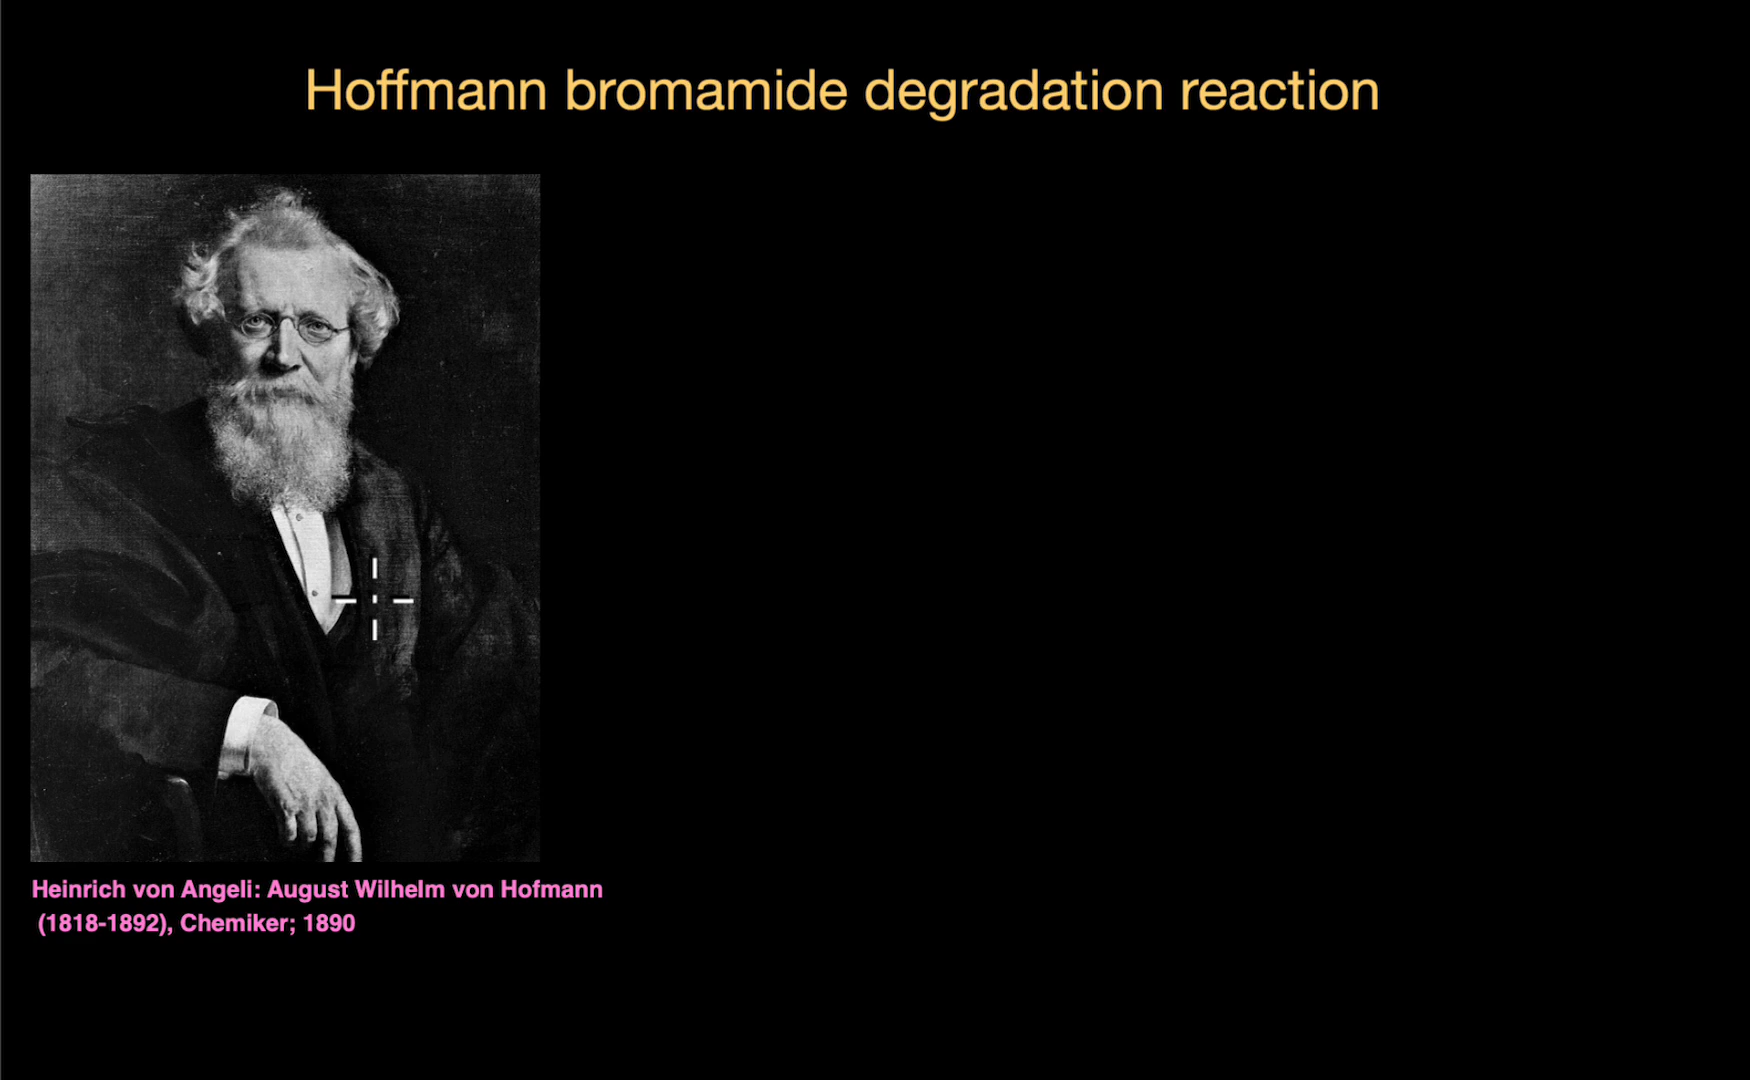 Hoffmann bromamide degradation reaction
Heinrich von Angeli: August Wilhelm von Hofmann
(1818-1892), Chemiker; 1890